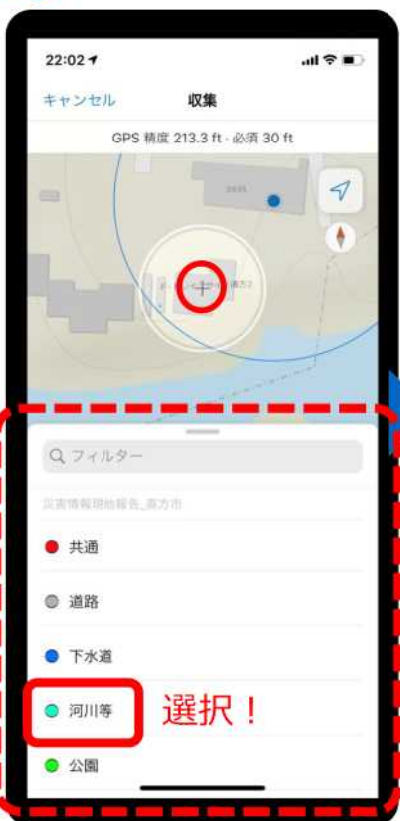 22:02
キャンセル
収集
GPS 精度 213.3 ft · 必須 30 ft
フィルター
災害情報現地報告_直方市
共通
道路
下水道
河川等
選択！
公園